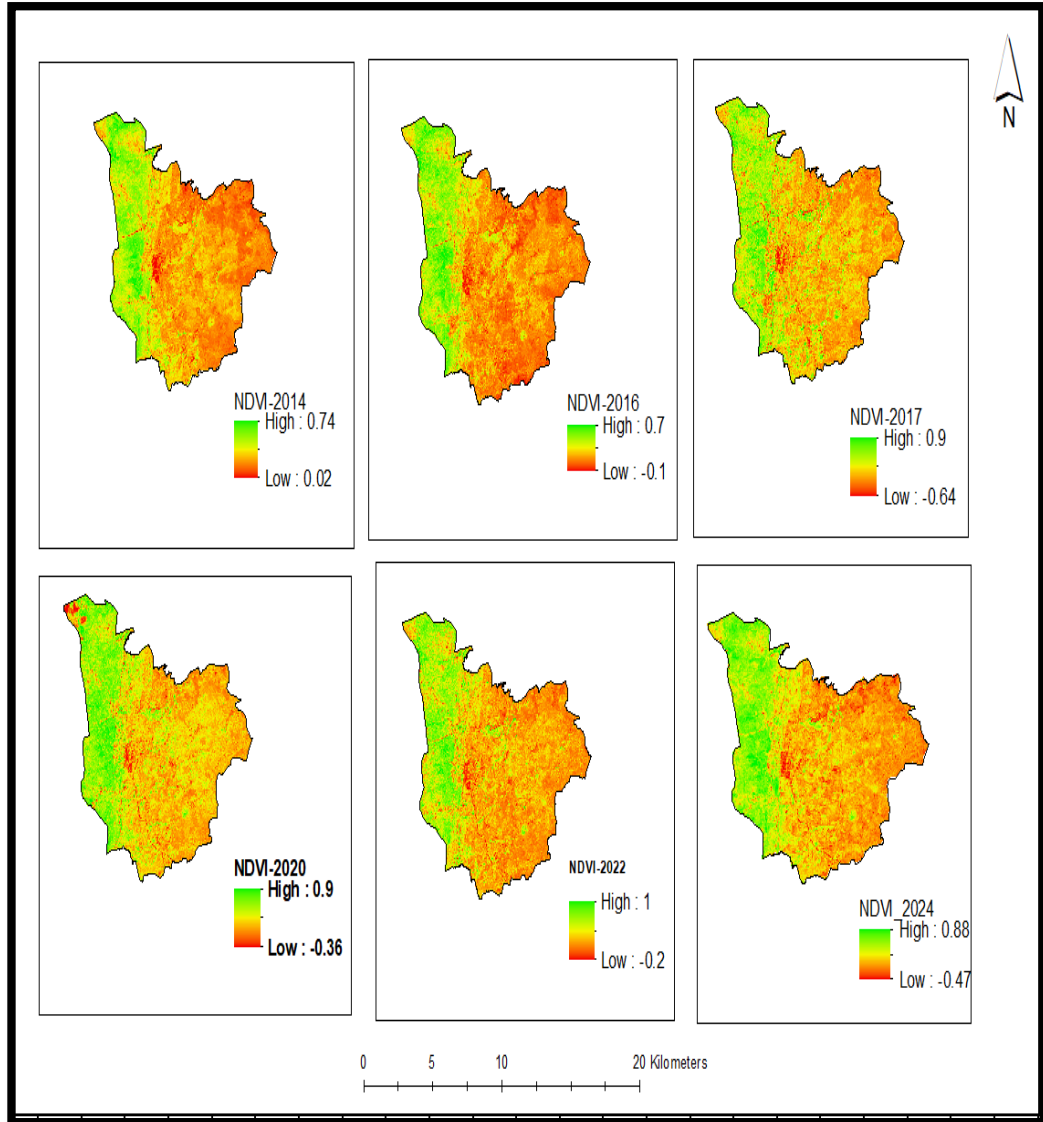 N
NDVI-2014
High : 0.74
Low : 0.02
NDVI-2016
High : 0.7
Low : -0.1
NDVI-2017
High : 0.9
Low : -0.64
NDVI-2020
High : 0.9
Low : -0.36
NDVI-2022
High : 1
Low : -0.2
NDVI_2024
High : 0.88
Low : -0.47
0 5 10 20 Kilometers